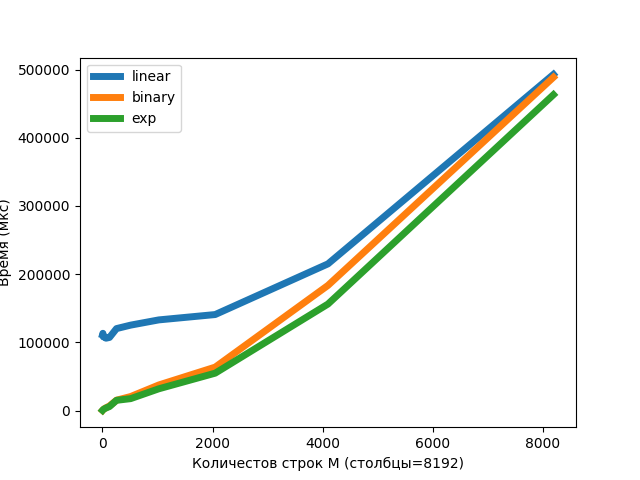 linear
binary
exp
500000
400000
300000
200000
100000
0
Время (мкс)
0 2000 4000 6000 8000
Количестов строк M (столбцы=8192)